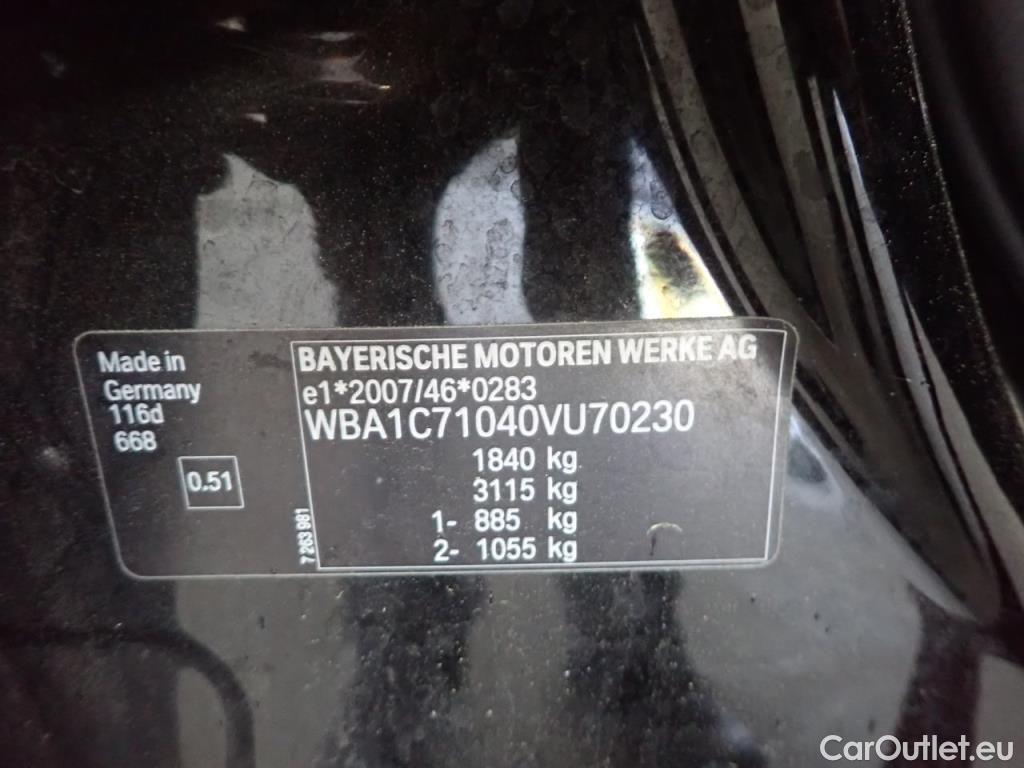 Made in
Germany
116d
668
0.51
7 263 981
BAYERISCHE MOTOREN WERKE AG
e1*2007/46*0283
WBA1C71040VU70230
1840 kg
3115 kg
1- 885 kg
2- 1055 kg
CarOutlet.eu